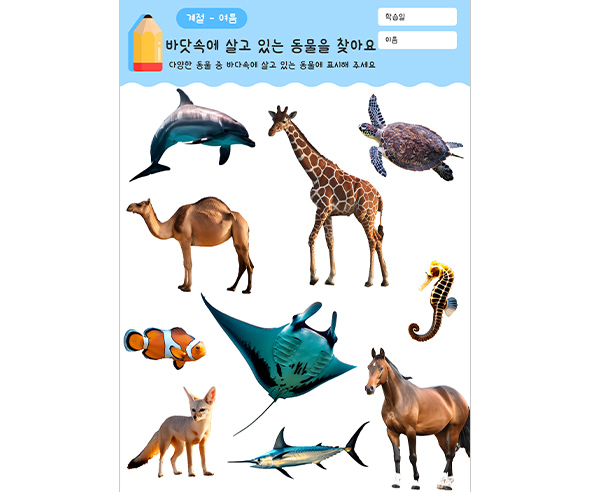 계절 - 여름
학습일
이름
바닷속에 살고 있는 동물을 찾아요
다양한 동물 중 바다속에 살고 있는 동물에 표시해 주세요